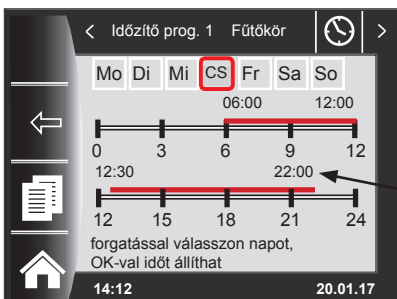 < Időzítő prog. 1 Fűtőkör >
Mo Di Mi CS Fr Sa So
06:00 12:00
0 3 6 9 12
12:30 22:00
12 15 18 21 24
forgatással válasszon napot,
OK-val időt állíthat
14:12 20.01.17